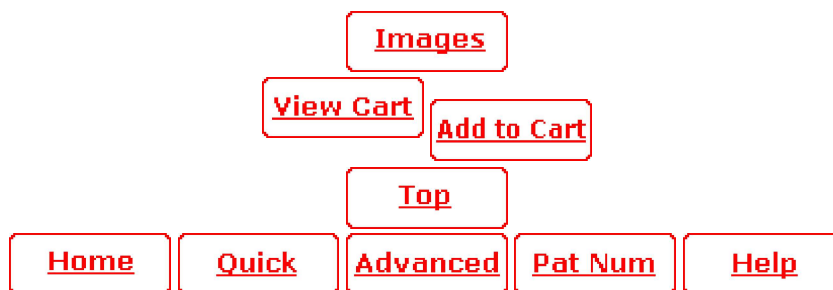 Images
View Cart
Add to Cart
Top
Home Quick Advanced Pat Num Help